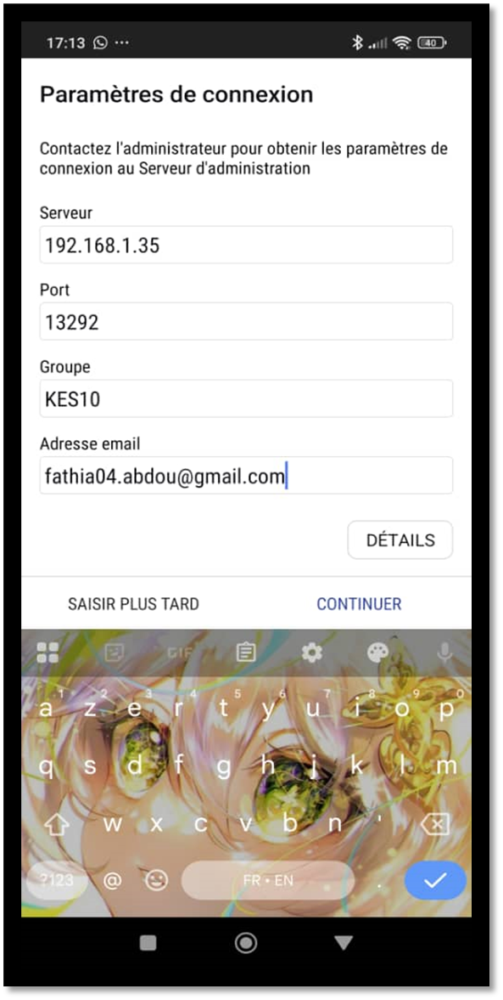 17:13
40
Paramètres de connexion
Contactez l'administrateur pour obtenir les paramètres de
connexion au Serveur d'administration
Serveur
192.168.1.35
Port
13292
Groupe
KES10
Adresse email
fathia04.abdou@gmail.com
DÉTAILS
SAISIR PLUS TARD CONTINUER
GIF
1 2 3 4 5 6 7 8 9 0
a z e r t y u i o p
q s d f g h j k l m
w x c v b n '
?123 @ FR • EN .